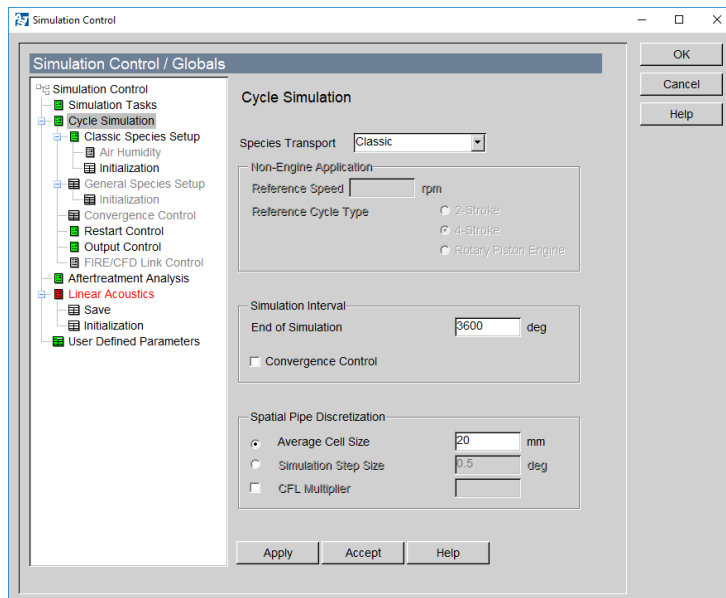 Simulation Control
Simulation Control / Globals
Simulation Control
Simulation Tasks
Cycle Simulation
Classic Species Setup
Air Humidity
Initialization
General Species Setup
Initialization
Convergence Control
Restart Control
Output Control
FIRE/CFD Link Control
Aftertreatment Analysis
Linear Acoustics
Save
Initialization
User Defined Parameters
Cycle Simulation
Species Transport Classic
Non-Engine Application
Reference Speed rpm
Reference Cycle Type 2-Stroke
4-Stroke
Rotary Piston Engine
Simulation Interval
End of Simulation 3600 deg
Convergence Control
Spatial Pipe Discretization
Average Cell Size 20 mm
Simulation Step Size 0.5 deg
CFL Multiplier
Apply Accept Help
OK
Cancel
Help